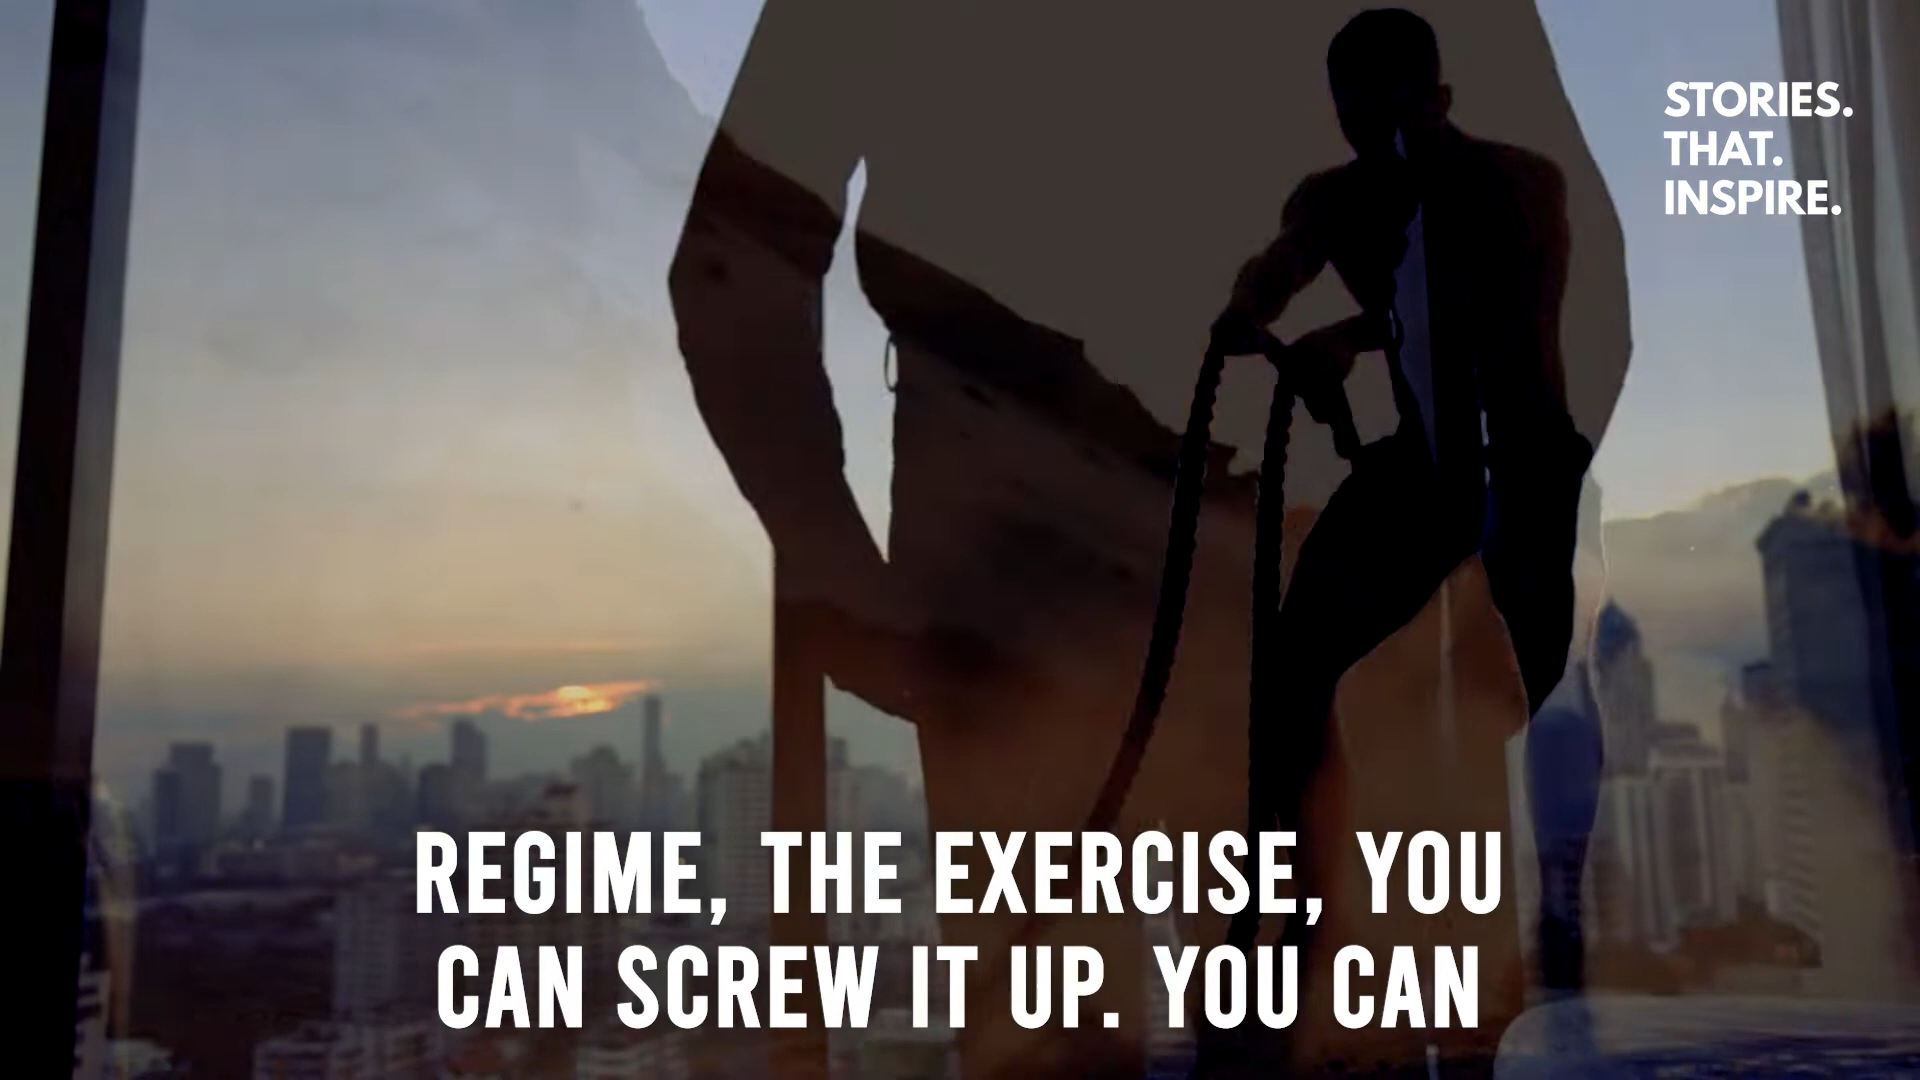 STORIES.
THAT.
INSPIRE.
REGIME, THE EXERCISE, YOU
CAN SCREW IT UP. YOU CAN